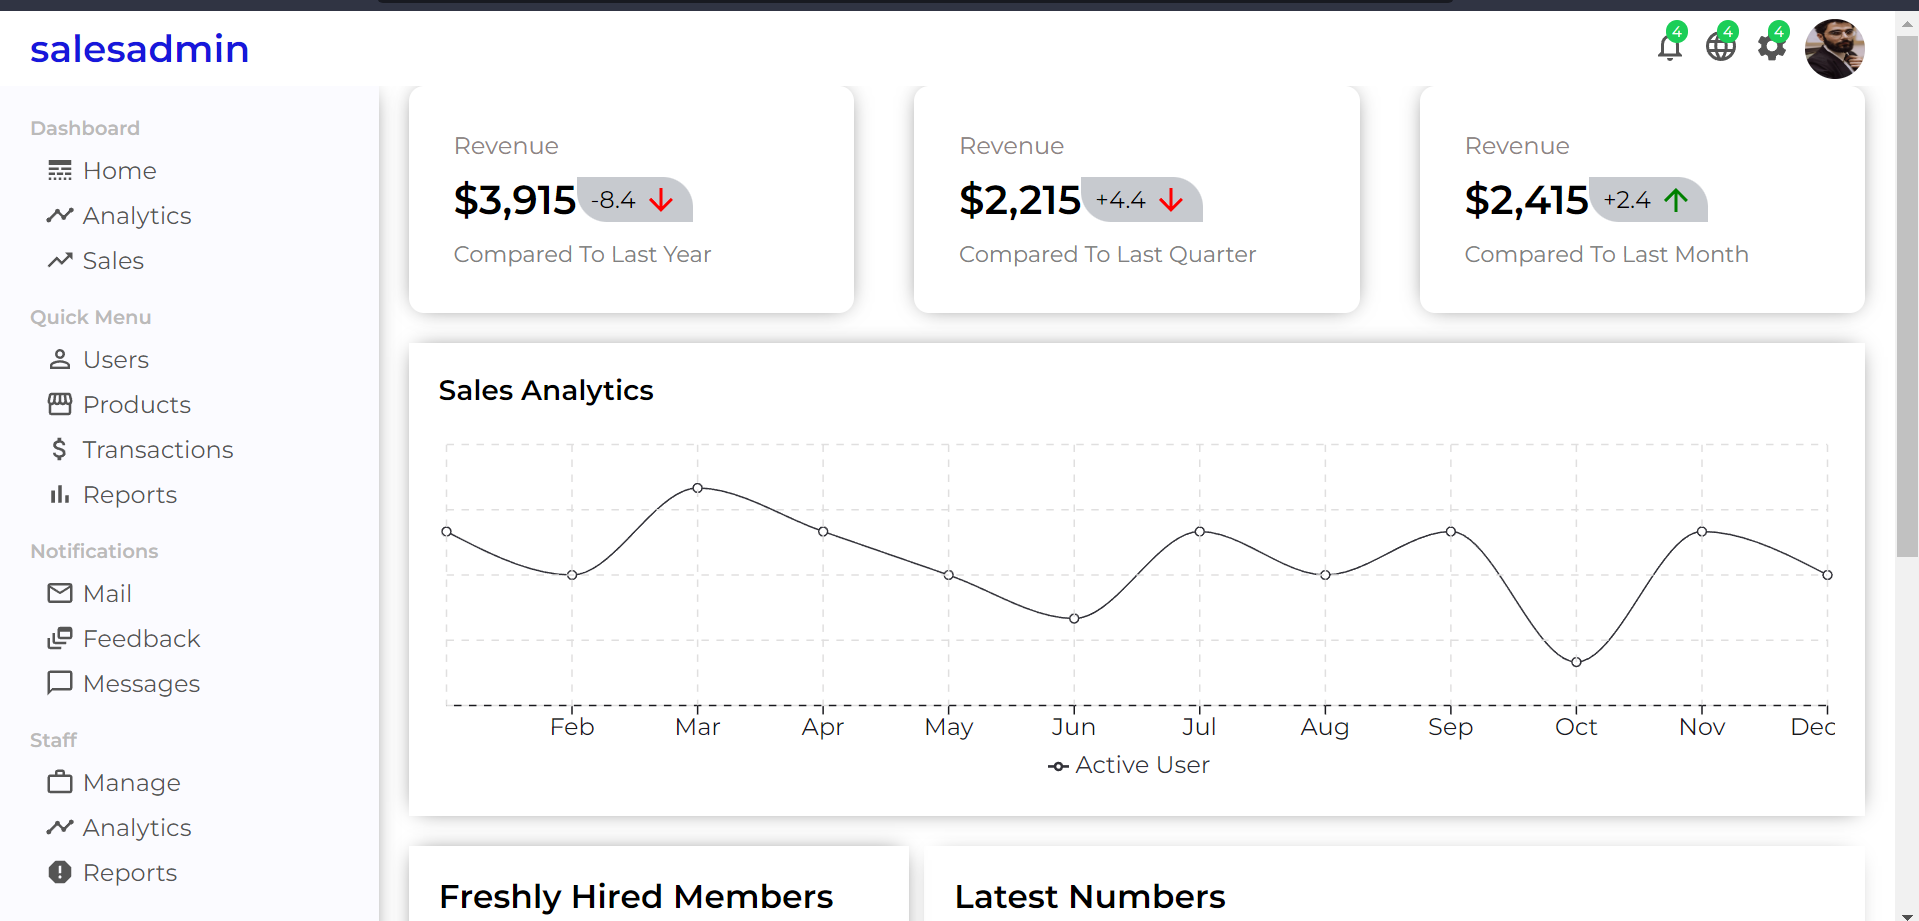 salesadmin
4
4
4
Dashboard
Home
Analytics
Sales
Quick Menu
Users
Products
Transactions
Reports
Notifications
Mail
Feedback
Messages
Staff
Manage
Analytics
Reports
Revenue
$3,915 -8.4
Compared To Last Year
Revenue
$2,215 +4.4
Compared To Last Quarter
Revenue
$2,415 +2.4
Compared To Last Month
Sales Analytics
Feb Mar Apr May Jun Jul Aug Sep Oct Nov Dec
Active User
Freshly Hired Members
Latest Numbers